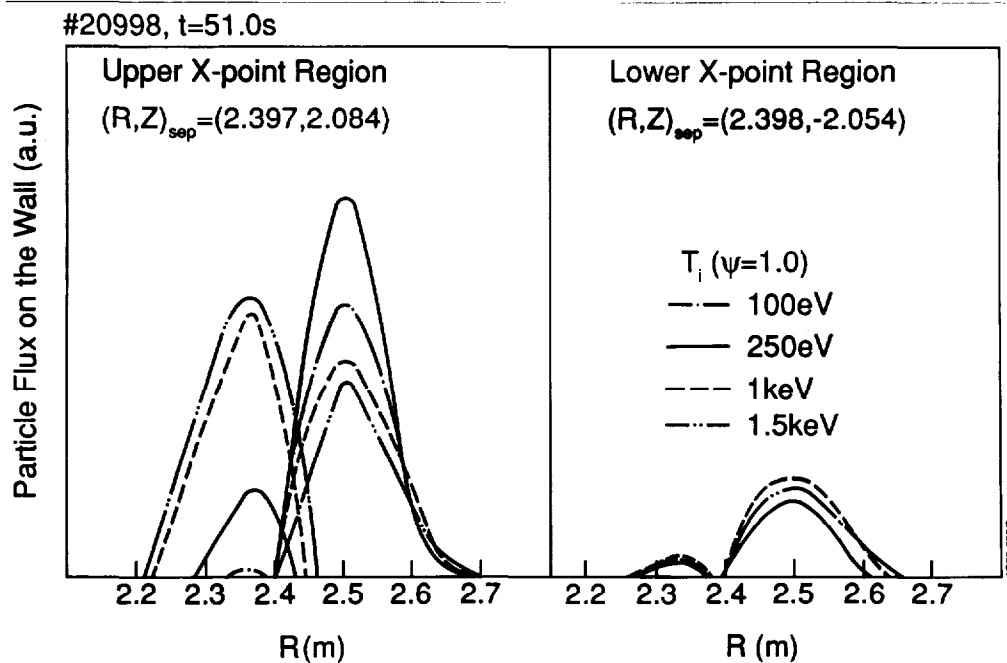 #20998, t=51.0s
Upper X-point Region
(R,Z)sep=(2.397,2.084)
Lower X-point Region
(R,Z)sep=(2.398,-2.054)
Particle Flux on the Wall (a.u.)
Ti (ψ=1.0)
100eV
250eV
1keV
1.5keV
2.2 2.3 2.4 2.5 2.6 2.7
2.2 2.3 2.4 2.5 2.6 2.7
R(m)
R (m)